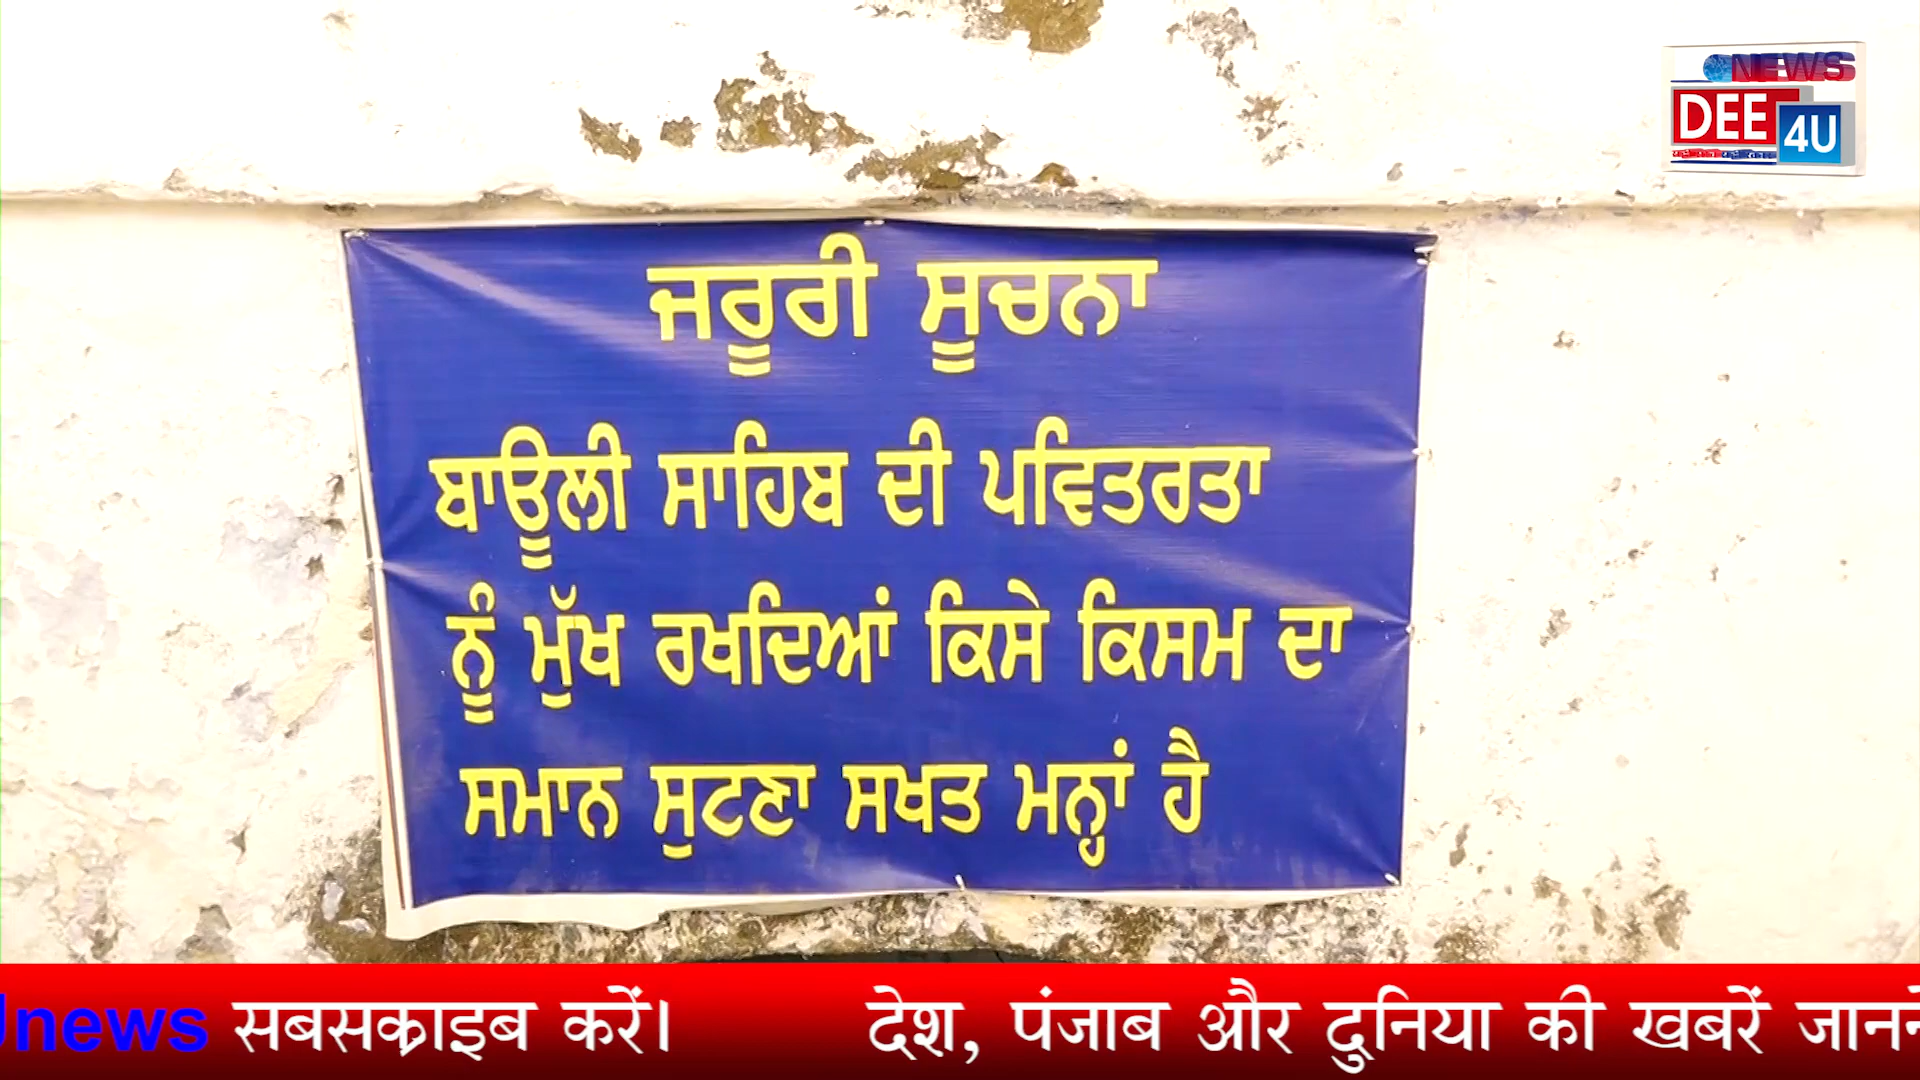 NEWS
DEE
4U
ਜਰੂਰੀ ਸੂਚਨਾ
ਬਾਊਲੀ ਸਾਹਿਬ ਦੀ ਪਵਿਤਰਤਾ
ਨੂੰ ਮੁੱਖ ਰਖਦਿਆਂ ਕਿਸੇ ਕਿਸਮ ਦਾ
ਸਮਾਨ ਸੁਟਣਾ ਸਖਤ ਮਨ੍ਹਾਂ ਹੈ
news सबसक्राइब करें। देश, पंजाब और दुनिया की खबरें जानने